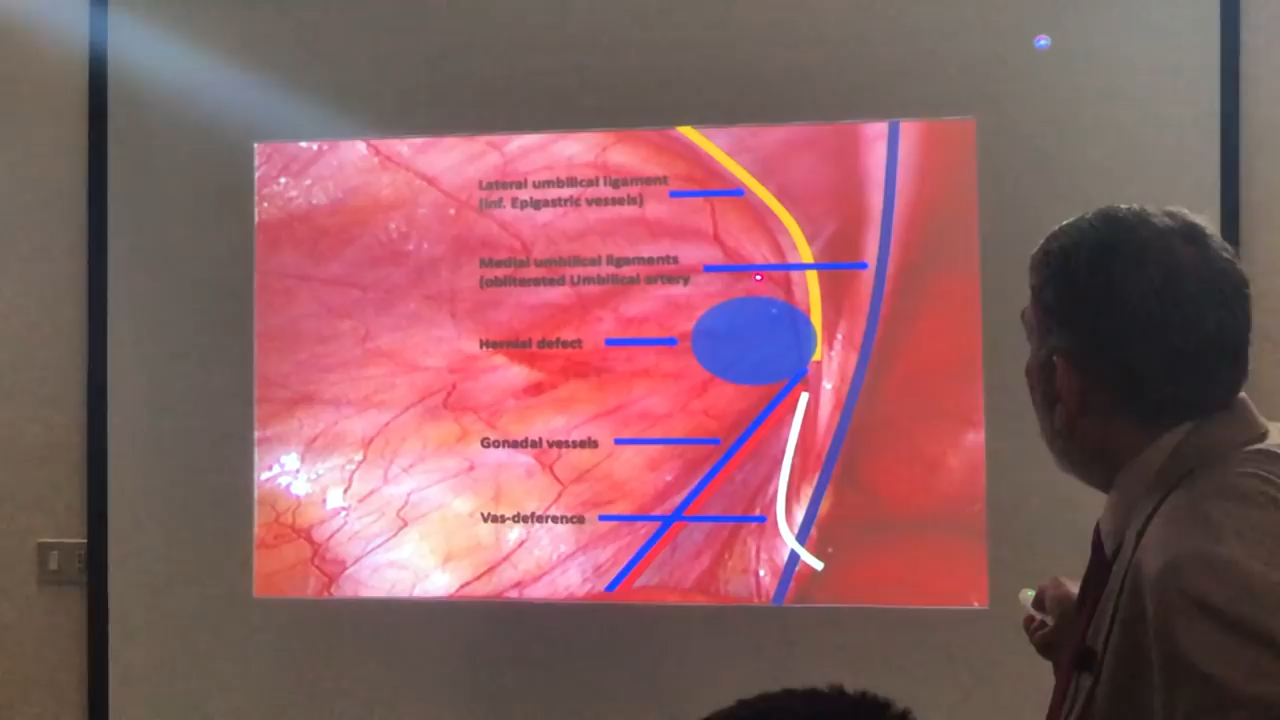 Lateral umbilical ligament
(inf. Epigastric vessels)
Medial umbilical ligaments
(obliterated Umbilical artery
Hernial defect
Gonadal vessels
Vas-deference